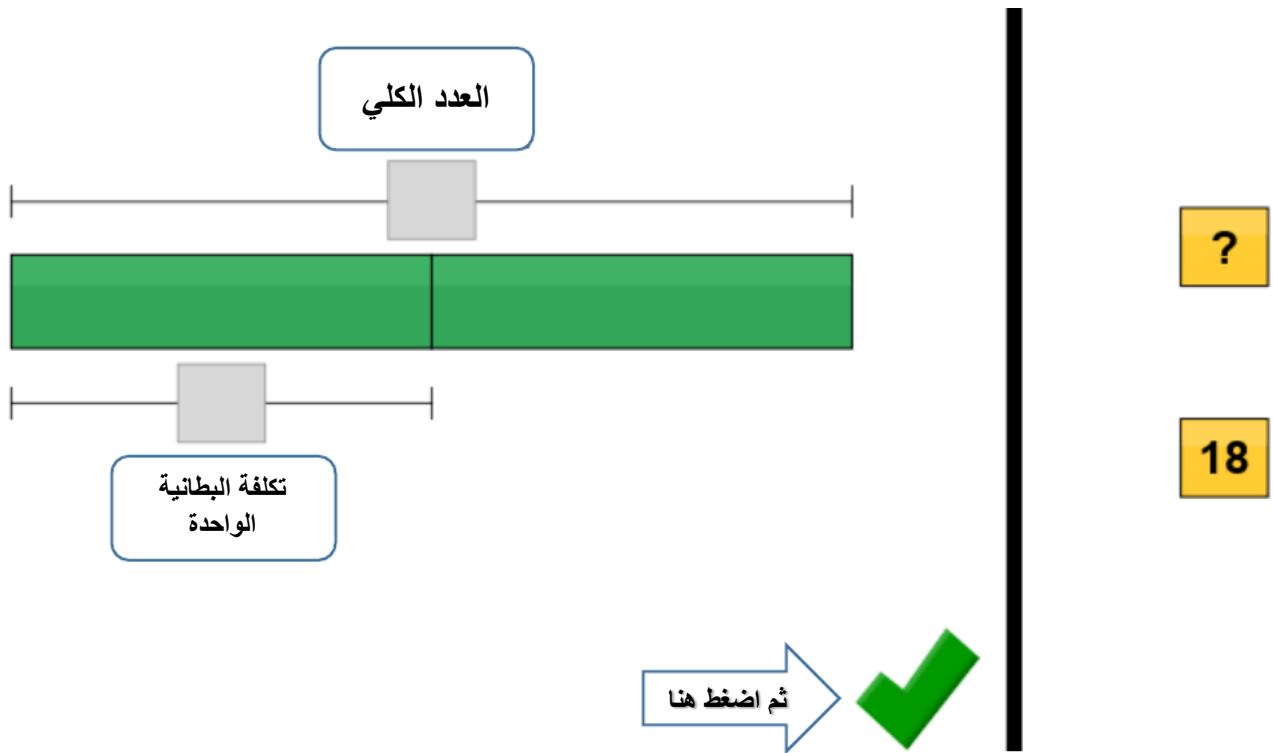 العدد الكلي
?
18
تكلفة البطانية
الواحدة
ثم اضغط هنا